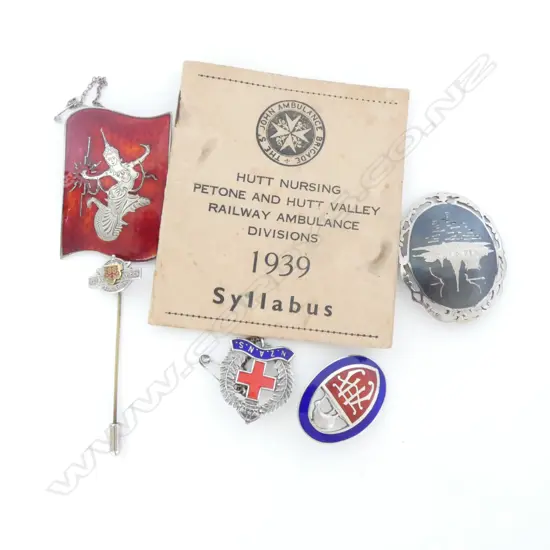 THE St JOHN AMBULANCE BRIGADE
HUTT NURSING
PETONE AND HUTT VALLEY
RAILWAY AMBULANCE
DIVISIONS
1939
Syllabus
N.Z.A.N.S.